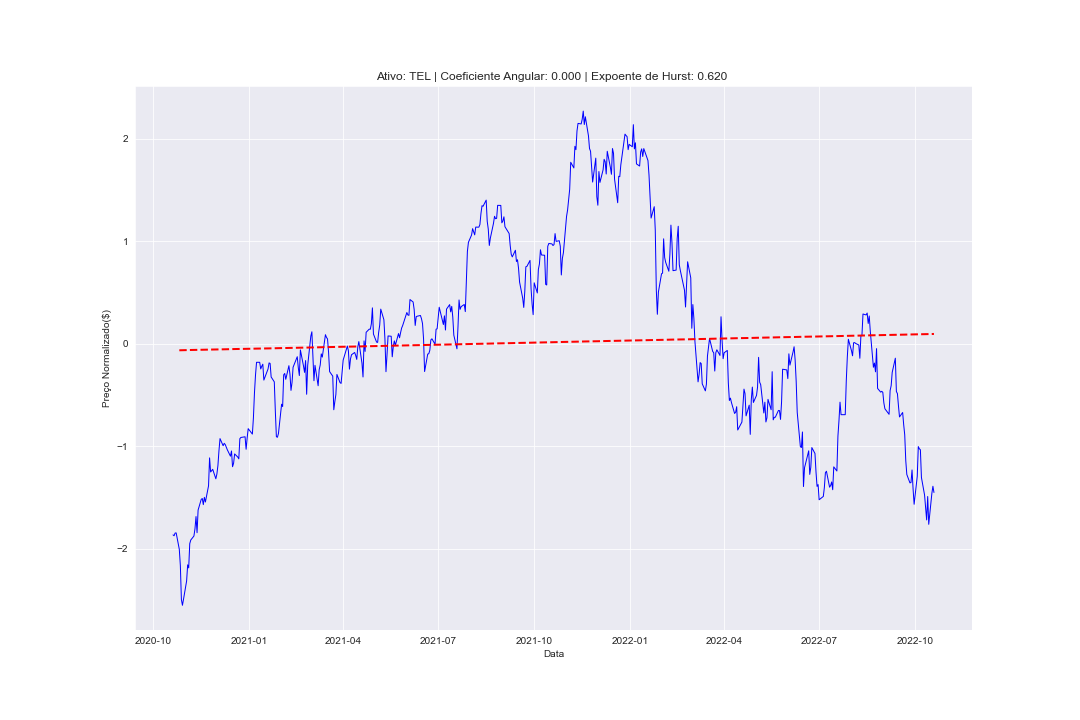 Ativo: TEL | Coeficiente Angular: 0.000 | Expoente de Hurst: 0.620
Preço Normalizado($)
2
1
0
−1
−2
2020-10 2021-01 2021-04 2021-07 2021-10 2022-01 2022-04 2022-07 2022-10
Data